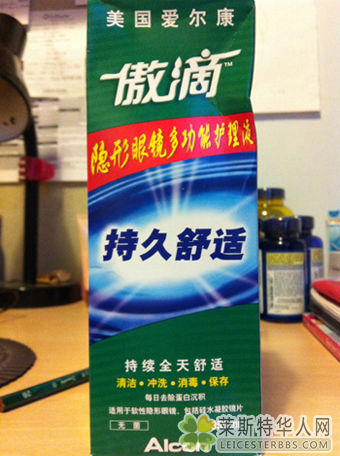 美国爱尔康
傲滴™
隐形眼镜多功能护理液
持久舒适
持续全天舒适
清洁•冲洗•消毒•保存
每日去除蛋白沉积
适用于软性隐形眼镜，包括硅水凝胶镜片
无菌
Alcon
莱斯特华人网
LEICESTERBBS.COM